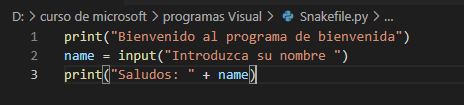 D: > curso de microsoft > programas Visual > Snakefile.py > ...
1 print("Bienvenido al programa de bienvenida")
2 name = input("Introduzca su nombre ")
3 print("Saludos: " + name)